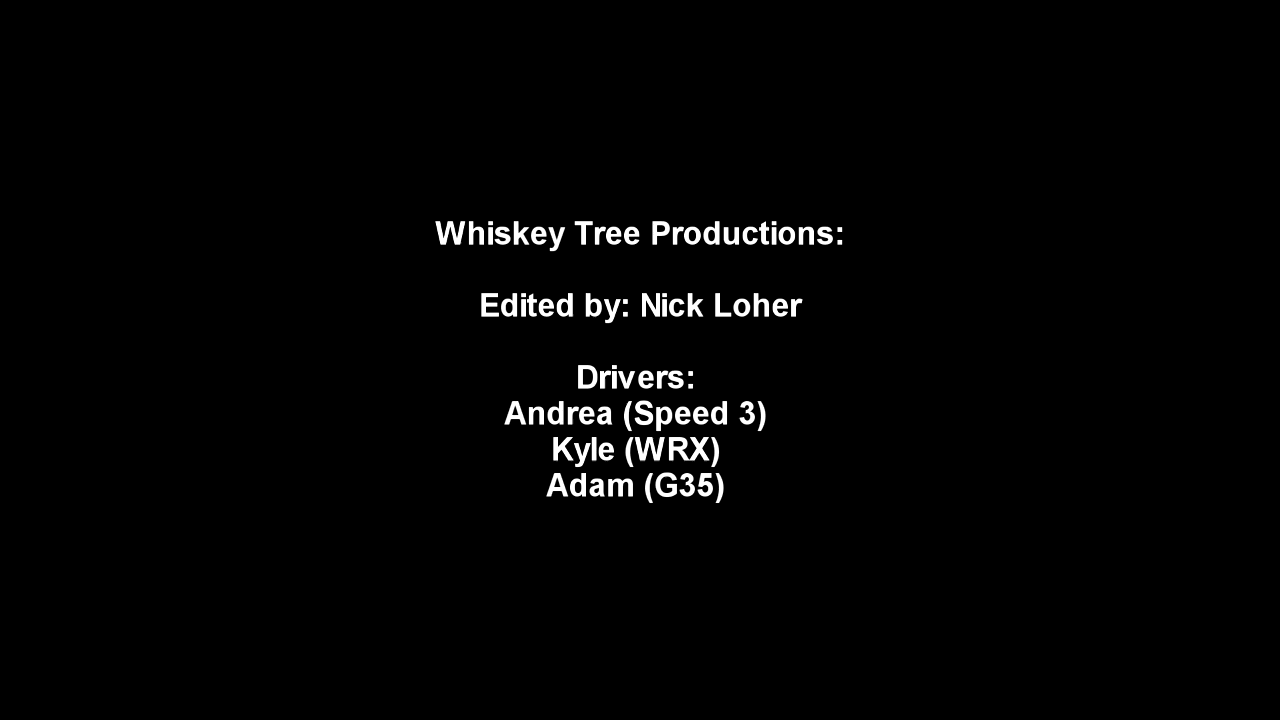 Whiskey Tree Productions:
Edited by: Nick Loher
Drivers:
Andrea (Speed 3)
Kyle (WRX)
Adam (G35)